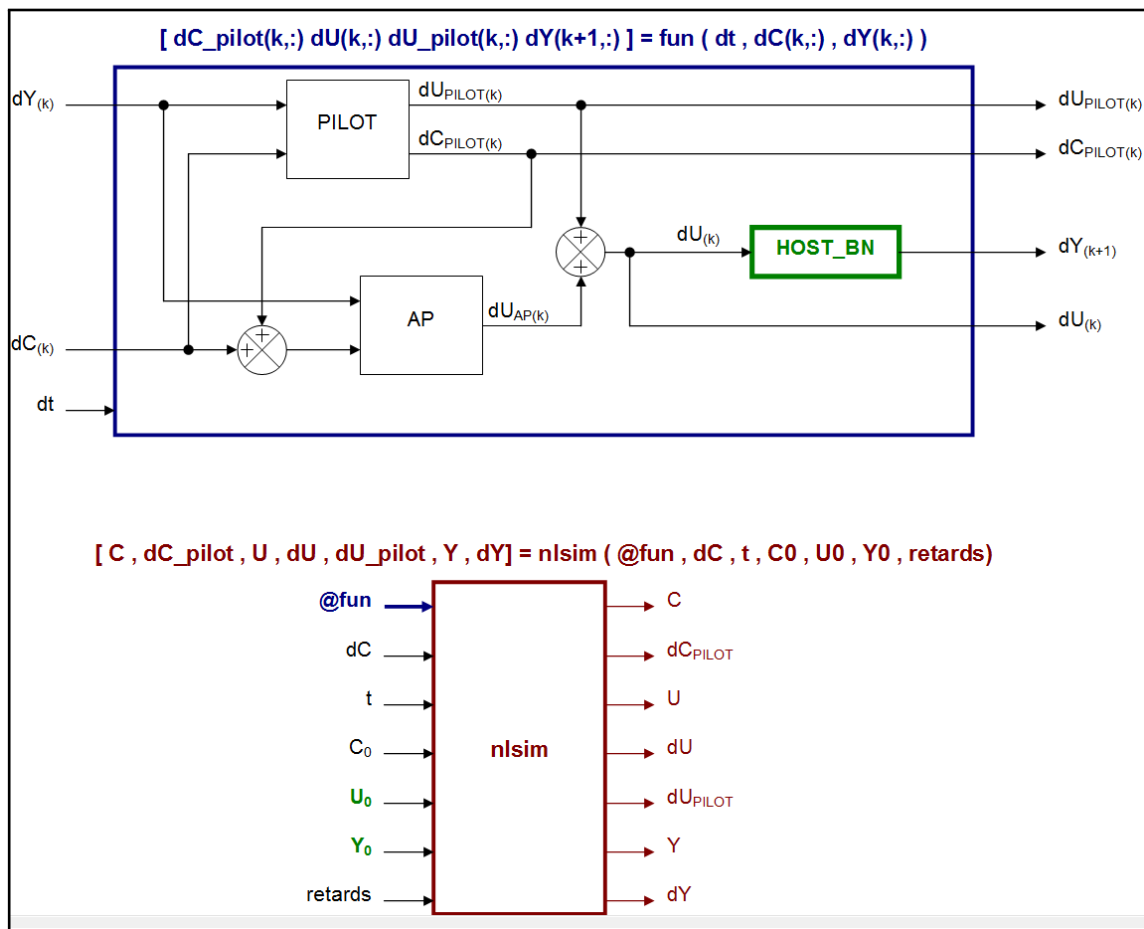 [ dC_pilot(k,:) dU(k,:) dU_pilot(k,:) dY(k+1,:) ] = fun ( dt , dC(k,:) , dY(k,:) )
dY(k)
PILOT
dUPILOT(k)
dCPILOT(k)
dUPILOT(k)
dCPILOT(k)
+
+
dU(k)
HOST_BN
dY(k+1)
AP
dUAP(k)
dU(k)
dC(k)
+
+
dt
[ C , dC_pilot , U , dU , dU_pilot , Y , dY] = nlsim ( @fun , dC , t , C0 , U0 , Y0 , retards)
@fun
dC
t
C0
U0
Y0
retards
nlsim
C
dCPILOT
U
dU
dUPILOT
Y
dY